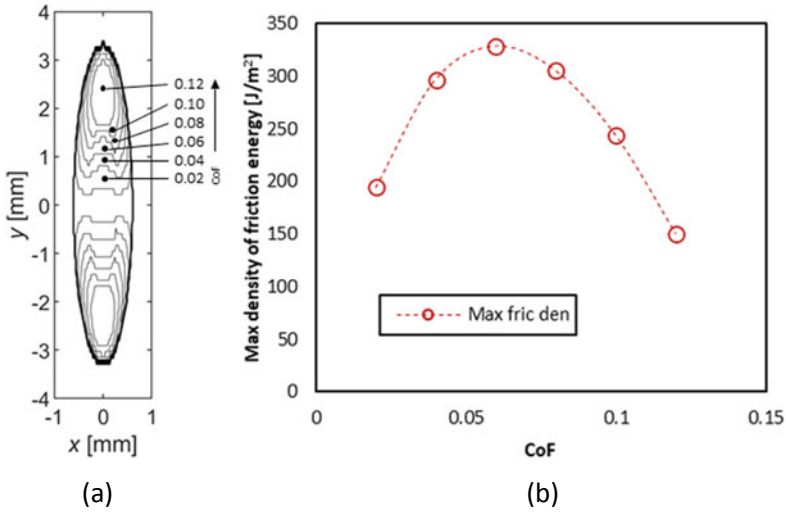 4
3
2
1
0
-1
-2
-3
-4
y [mm]
-1 0 1
x [mm]
0.12
0.10
0.08
0.06
0.04
0.02
CoF
(a)
400
350
300
250
200
150
100
50
0
Max density of friction energy [J/m²]
0 0.05 0.1 0.15
CoF
Max fric den
(b)